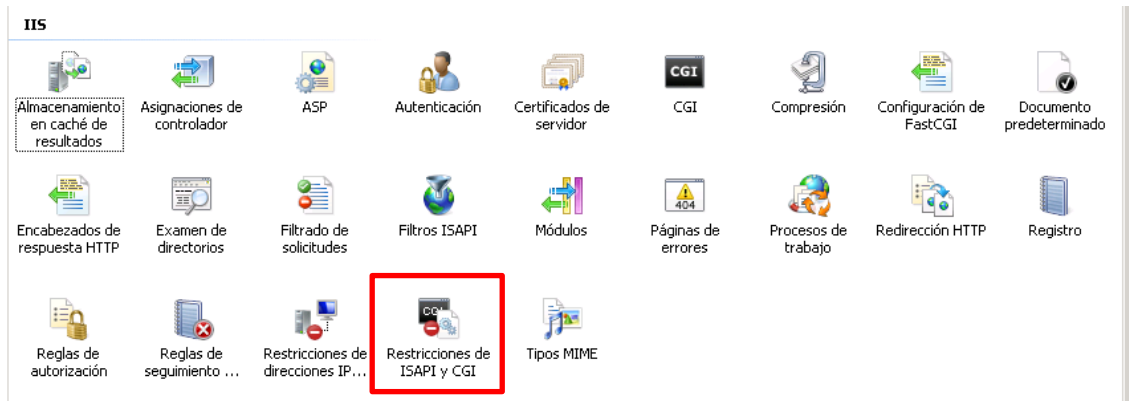 IIS
CGI
Almacenamiento en caché de resultados
Asignaciones de controlador
ASP
Autenticación
Certificados de servidor
CGI
Compresión
Configuración de FastCGI
Documento predeterminado
404
Encabezados de respuesta HTTP
Examen de directorios
Filtrado de solicitudes
Filtros ISAPI
Módulos
Páginas de errores
Procesos de trabajo
Redirección HTTP
Registro
CGI
Reglas de autorización
Reglas de seguimiento ...
Restricciones de direcciones IP...
Restricciones de ISAPI y CGI
Tipos MIME